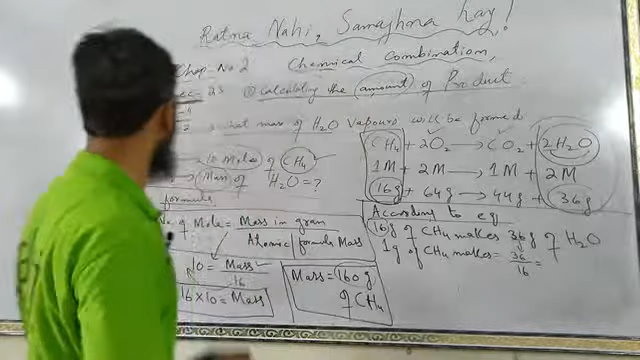 Ratna Nahi, Samajhna hay!
Chap No 2 Chemical Combination,
23 Calculating the (amount) of Product
mass of H2O Vapours will be formed
10 Moles of CH4
Mass of H2O = ?
formula.
of Mole = Mass in gram
Atomic/formula Mass
10 = Mass
16
16 x 10 = Mass
Mass = 160g
of CH4
CH4 + 2O2 → CO2 + 2H2O
1M + 2M → 1M + 2M
16g + 64g → 44g + 36g
According to eq
16g of CH4 makes 36g of H2O
1g of CH4 makes = 36 =
16